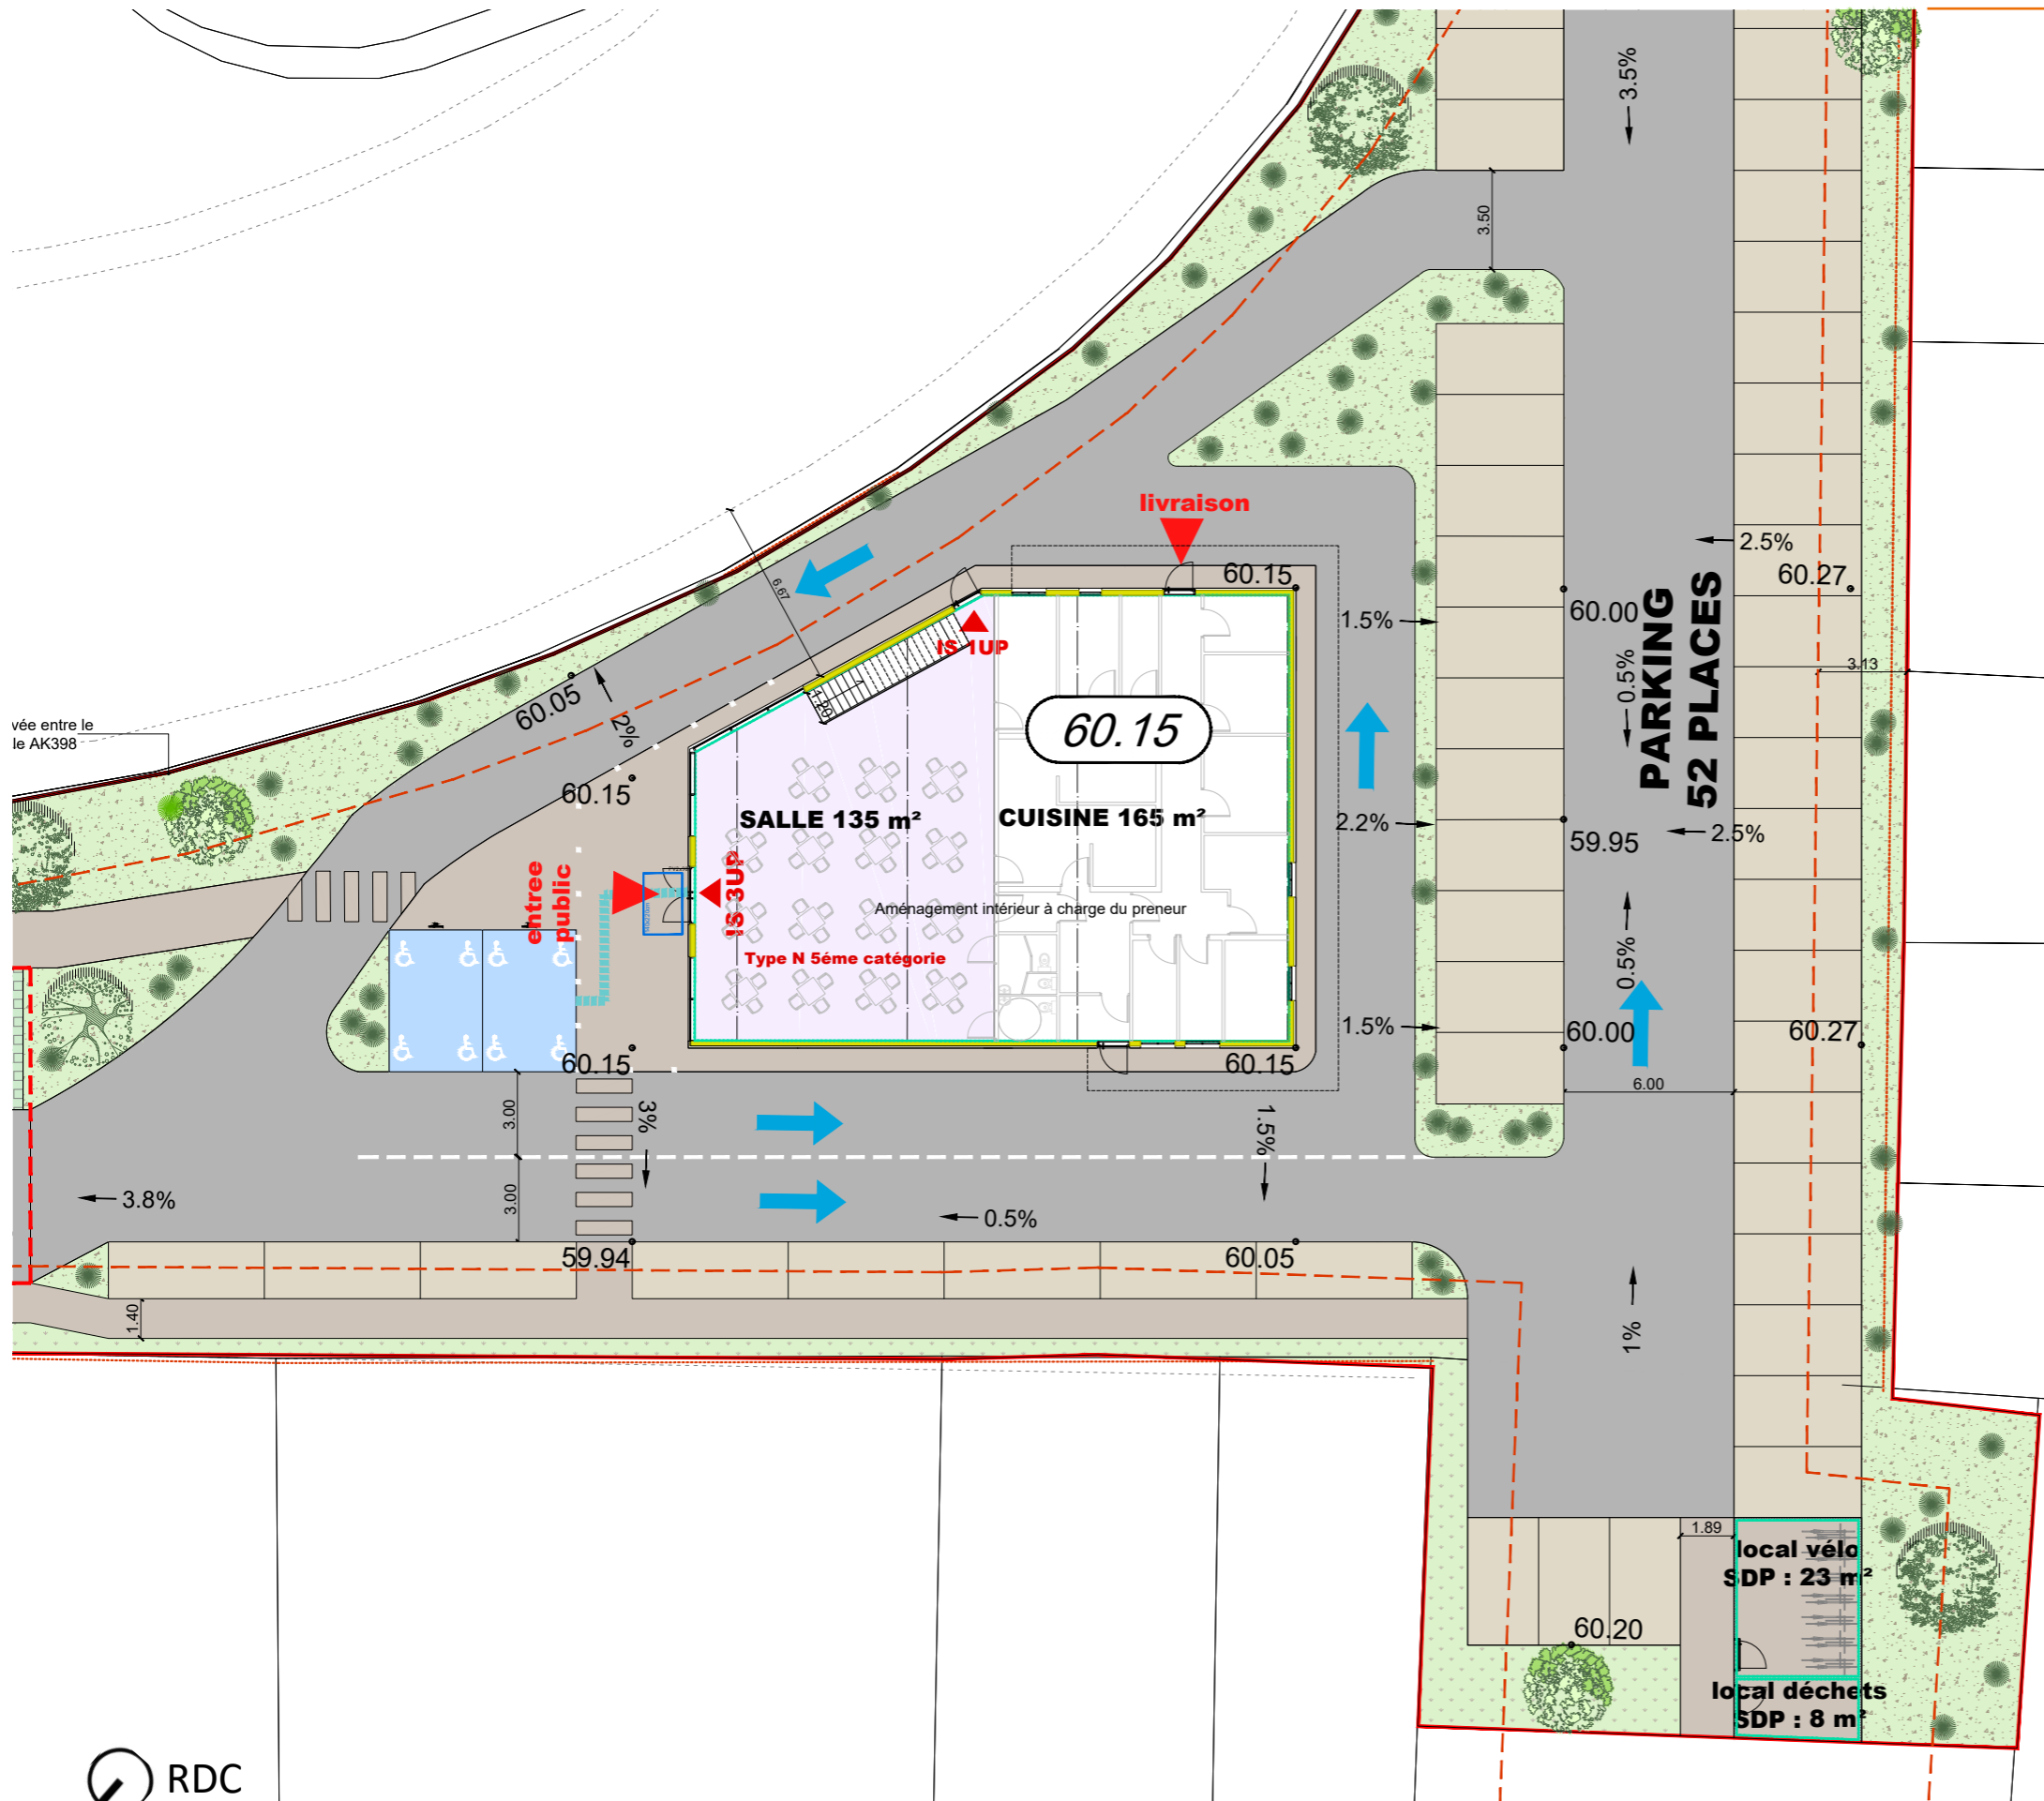 3.5%
3.50
livraison
2.5%
60.15
60.27
6.67
60.00
1.5%
PARKING
52 PLACES
IS 1UP
0.5%
3.13
1.20
60.05
2%
vée entre le
le AK398
60.15
60.15
SALLE 135 m²
CUISINE 165 m²
2.2%
59.95
2.5%
entree
public
IS 3UP
Aménagement intérieur à charge du preneur
Type N 5éme catégorie
0.5%
1.5%
60.00
60.27
60.15
60.15
6.00
3.00
3%
1.5%
3.00
3.8%
0.5%
59.94
60.05
1.40
1%
1.89
local vélo
SDP : 23 m²
60.20
local déchets
SDP : 8 m²
RDC